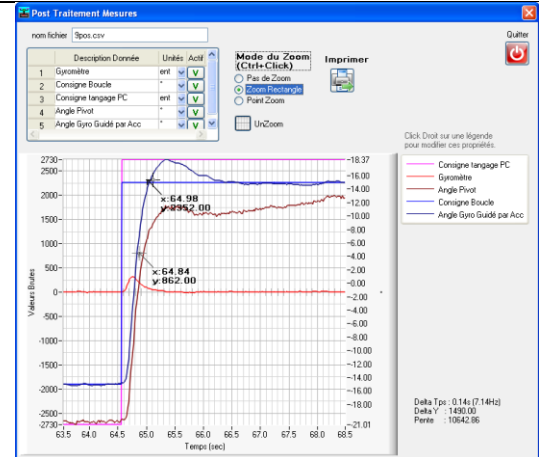 Post Traitement Mesures
nom fichier 9pos.csv
Quitter
Description Donnée Unités Actif
1 Gyromètre ent V
2 Consigne Boucle ° V
3 Consigne tangage PC ent V
4 Angle Pivot ° V
5 Angle Gyro Guidé par Acc ° V
Mode du Zoom
(Ctrl+Click)
Pas de Zoom
Zoom Rectangle
Point Zoom
UnZoom
Imprimer
Click Droit sur une légende
pour modifier ces propriétés.
Consigne tangage PC
Gyromètre
Angle Pivot
Consigne Boucle
Angle Gyro Guidé par Acc
Valeurs Brutes
2730
2500
2000
1500
1000
500
0
-500
-1000
-1500
-2000
-2500
-2730
18.37
16.00
14.00
12.00
10.00
8.00
6.00
4.00
2.00
0.00
-2.00
-4.00
-6.00
-8.00
-10.00
-12.00
-14.00
-16.00
-18.00
-21.01
x:64.98
y:2352.00
x:64.84
y:862.00
63.5 64.0 64.5 65.0 65.5 66.0 66.5 67.0 67.5 68.0 68.5
Temps (sec)
Delta Tps : 0.14s (7.14Hz)
Delta Y : 1490.00
Pente : 10642.86